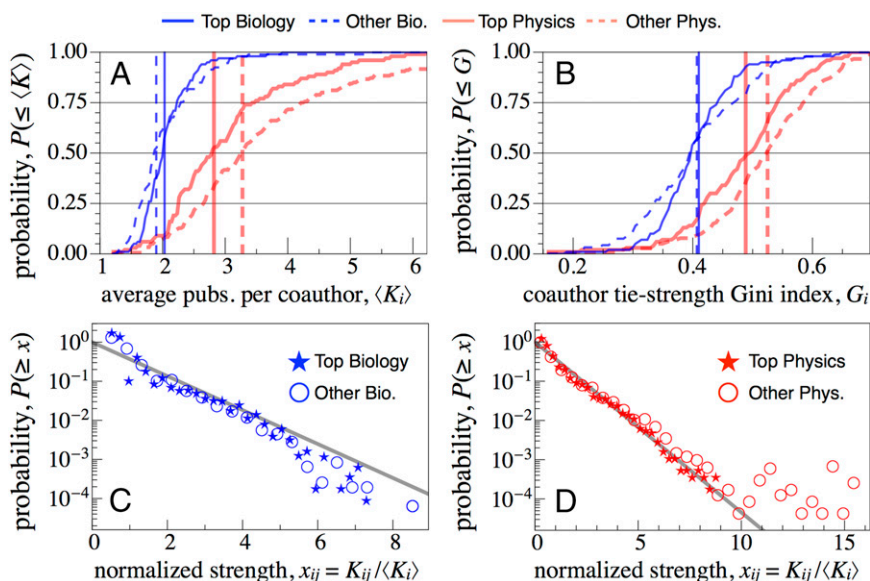 Top Biology Other Bio. Top Physics Other Phys.
A
probability, P(≤ ⟨K⟩)
1.00
0.75
0.50
0.25
0.00
1 2 3 4 5 6
average pubs. per coauthor, ⟨Kᵢ⟩
B
probability, P(≤ G)
1.00
0.75
0.50
0.25
0.00
0.2 0.4 0.6
coauthor tie-strength Gini index, Gᵢ
C
probability, P(≥ x)
10⁰
10⁻¹
10⁻²
10⁻³
10⁻⁴
Top Biology
Other Bio.
0 2 4 6 8
normalized strength, xᵢⱼ = Kᵢⱼ/⟨Kᵢ⟩
D
probability, P(≥ x)
10⁰
10⁻¹
10⁻²
10⁻³
10⁻⁴
Top Physics
Other Phys.
0 5 10 15
normalized strength, xᵢⱼ = Kᵢⱼ/⟨Kᵢ⟩